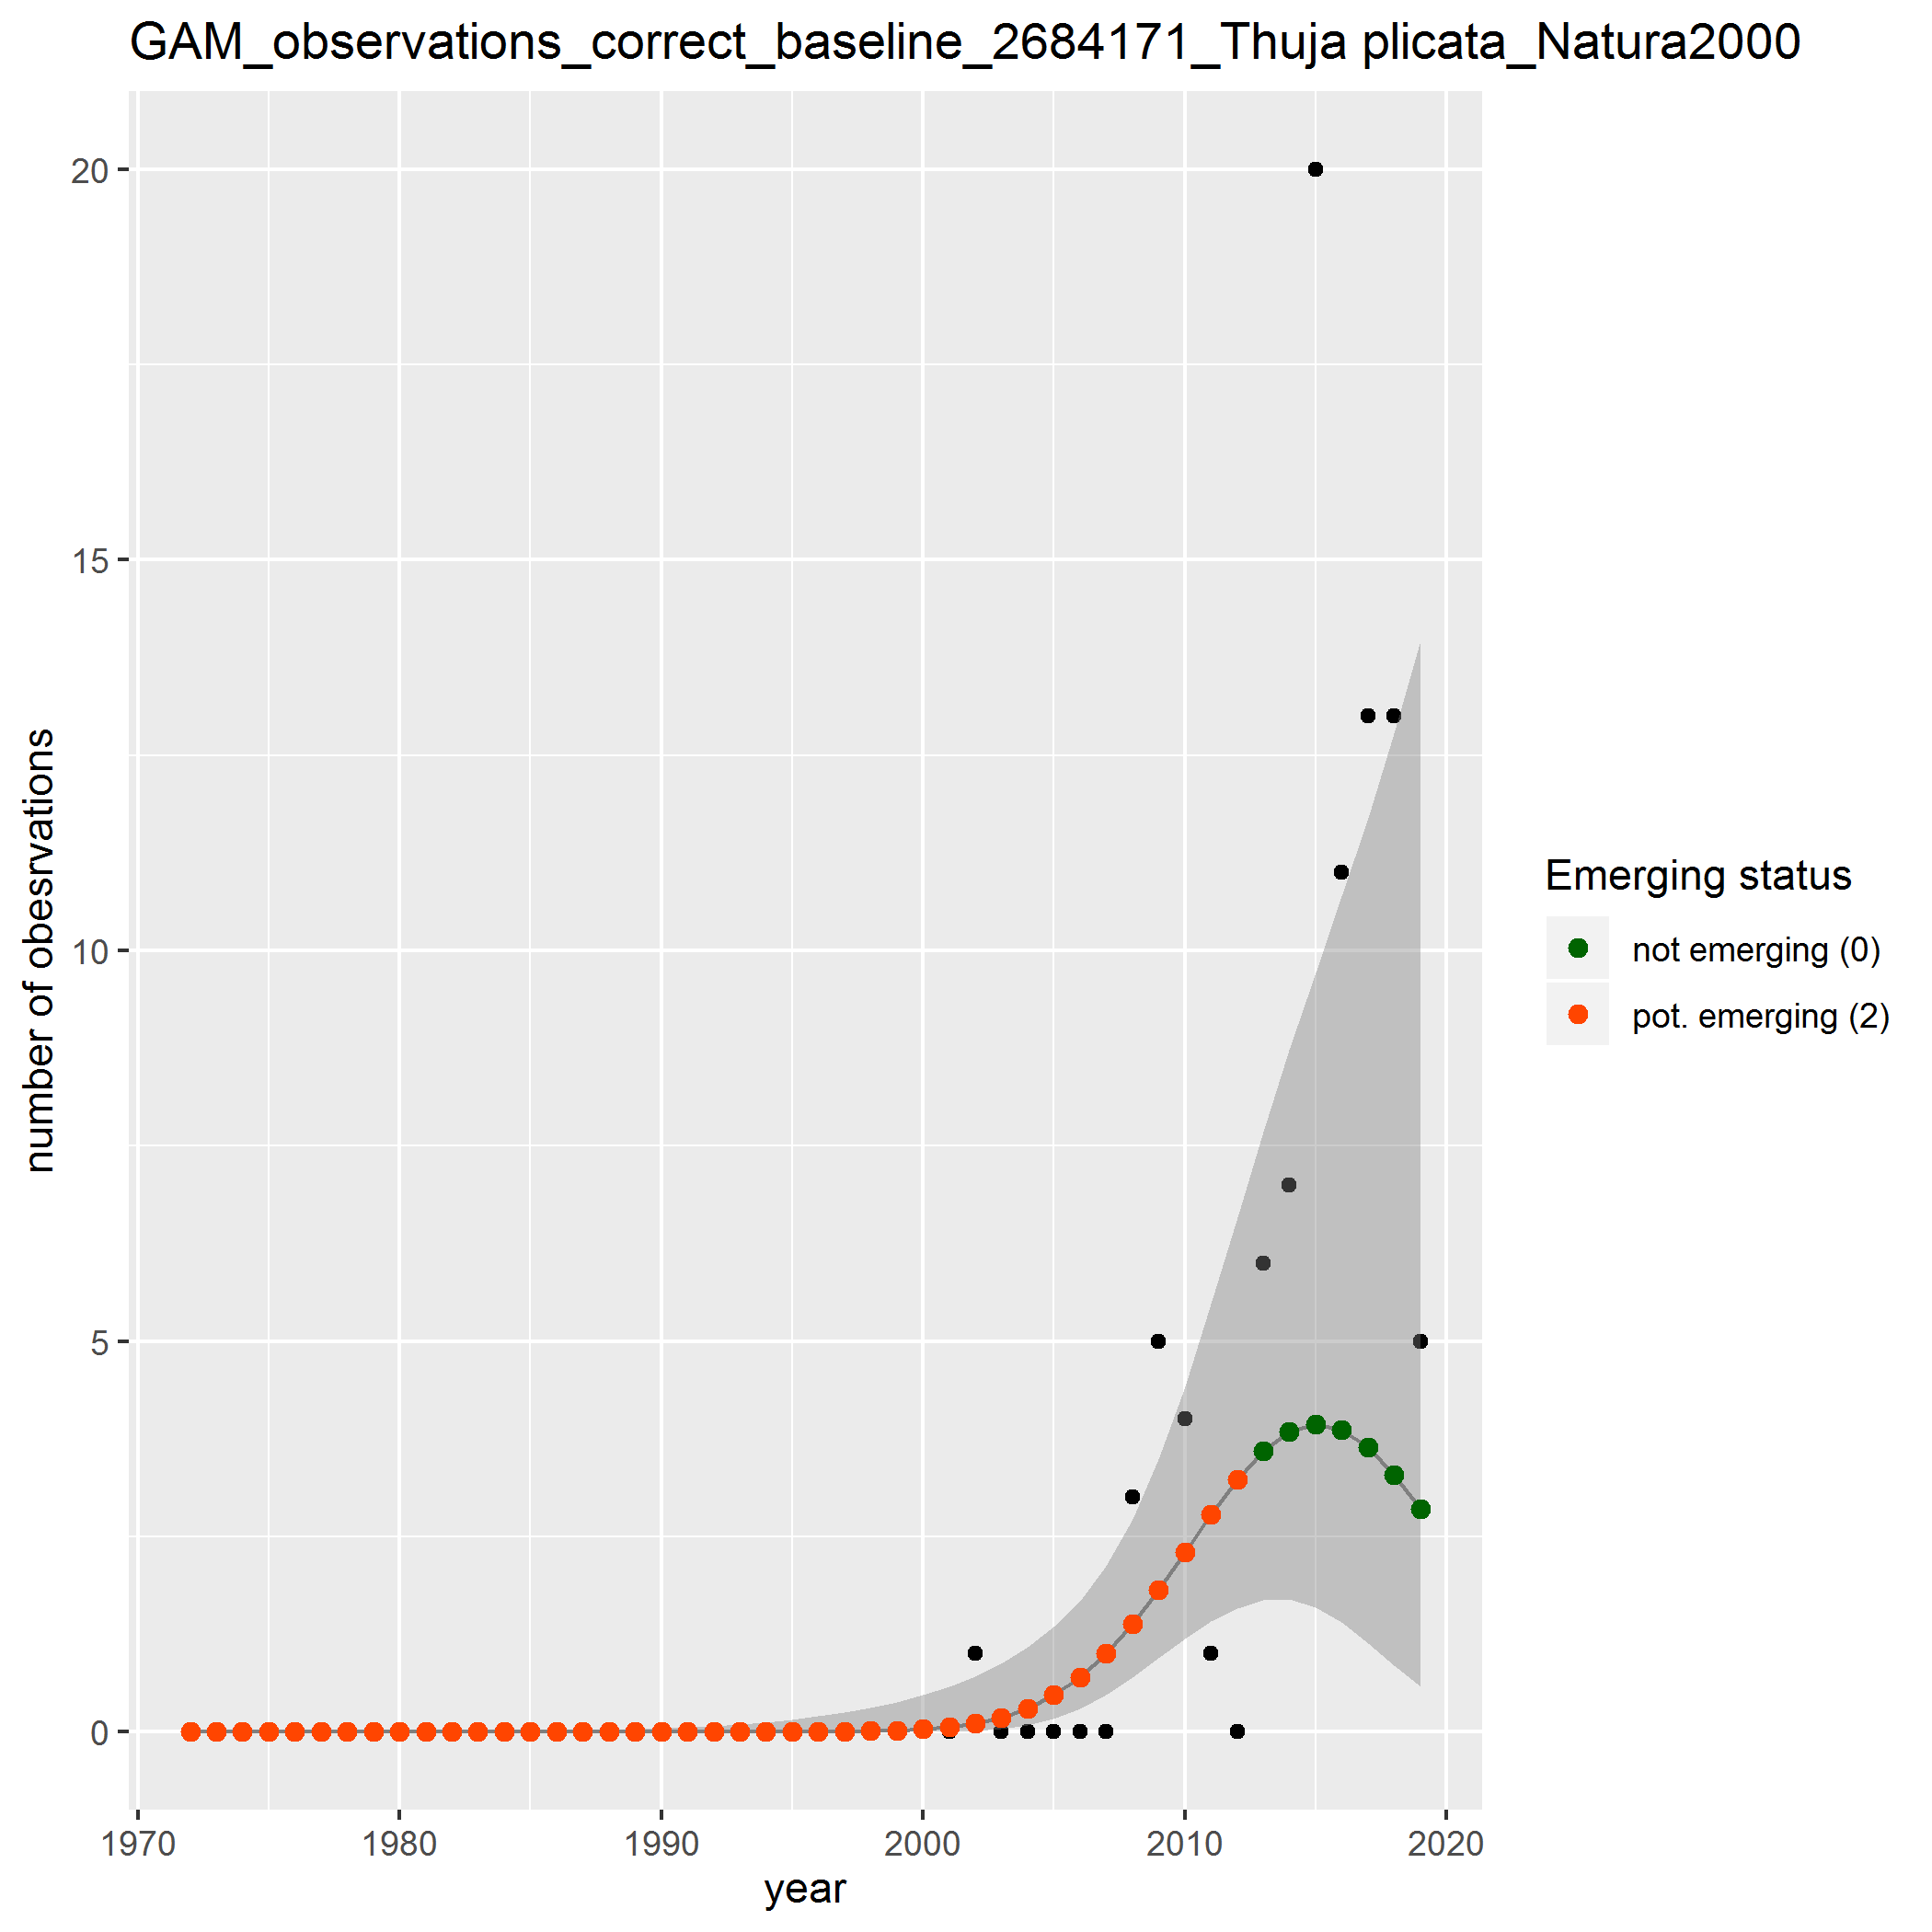 GAM_observations_correct_baseline_2684171_Thuja plicata_Natura2000
20
15
10
5
0
number of obesrvations
1970 1980 1990 2000 2010 2020
year
Emerging status
not emerging (0)
pot. emerging (2)